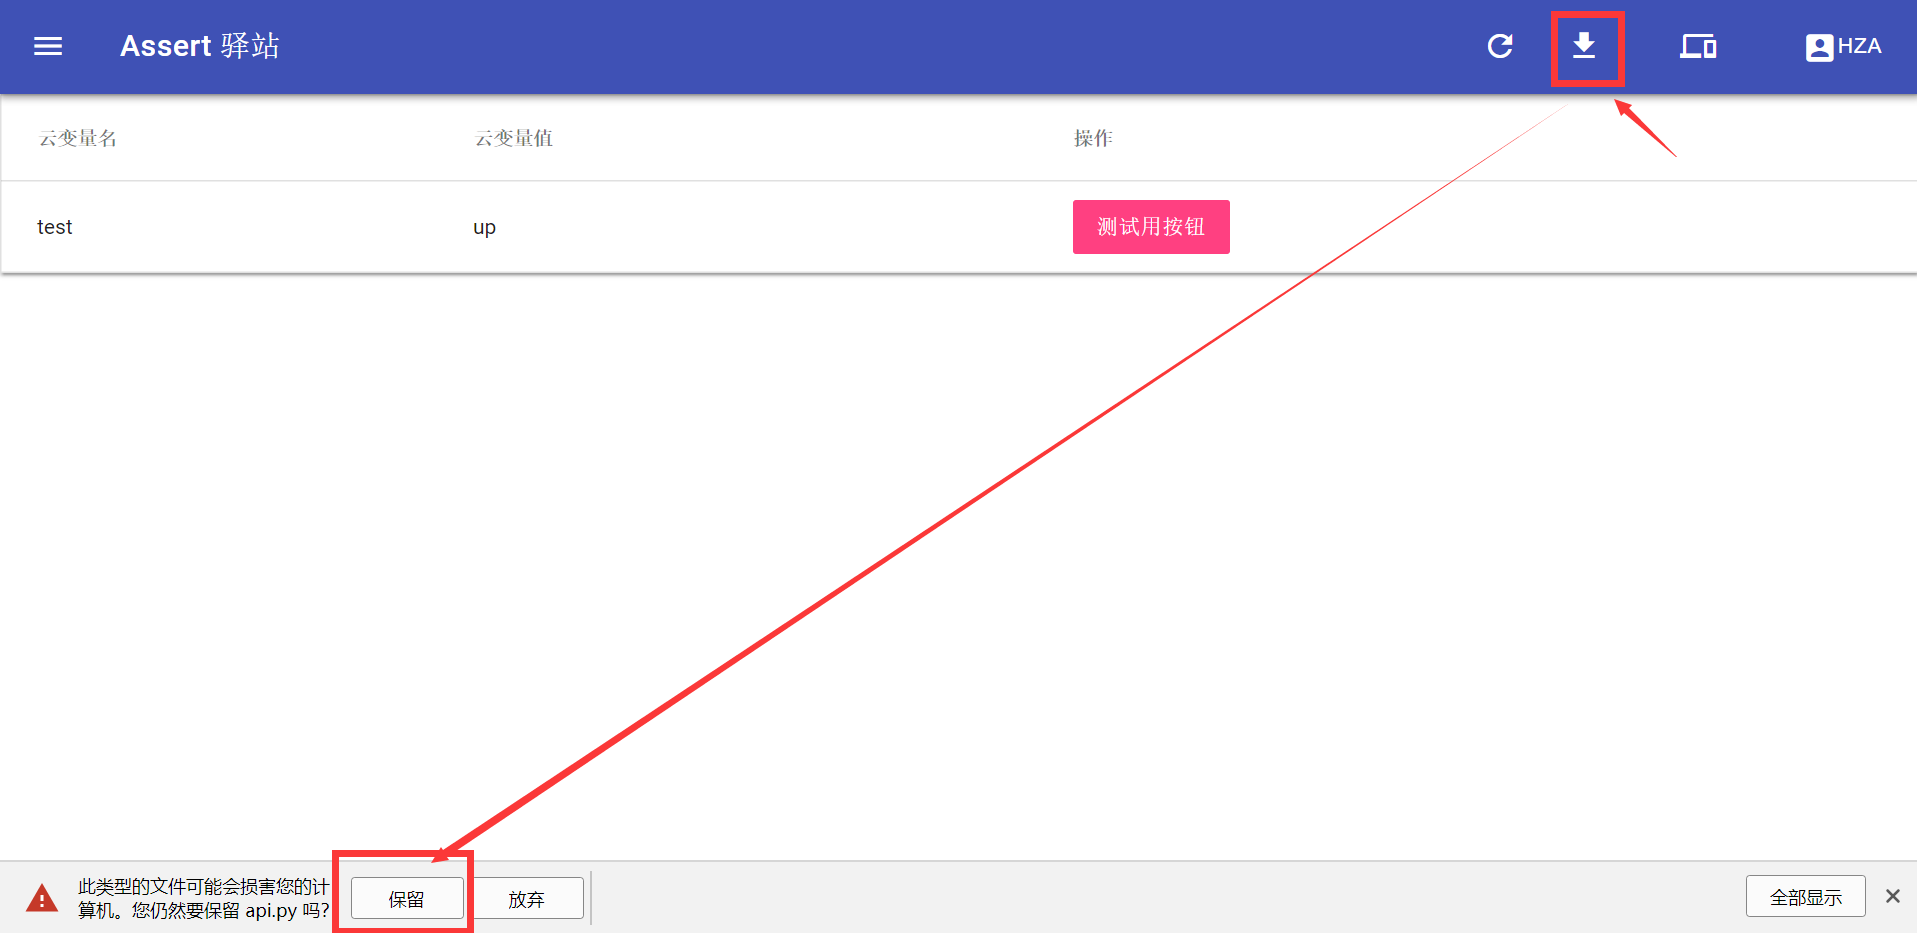 Assert 驿站
HZA
云变量名 云变量值 操作
test up 测试用按钮
此类型的文件可能会损害您的计
算机。您仍然要保留 api.py 吗?
保留 放弃 全部显示